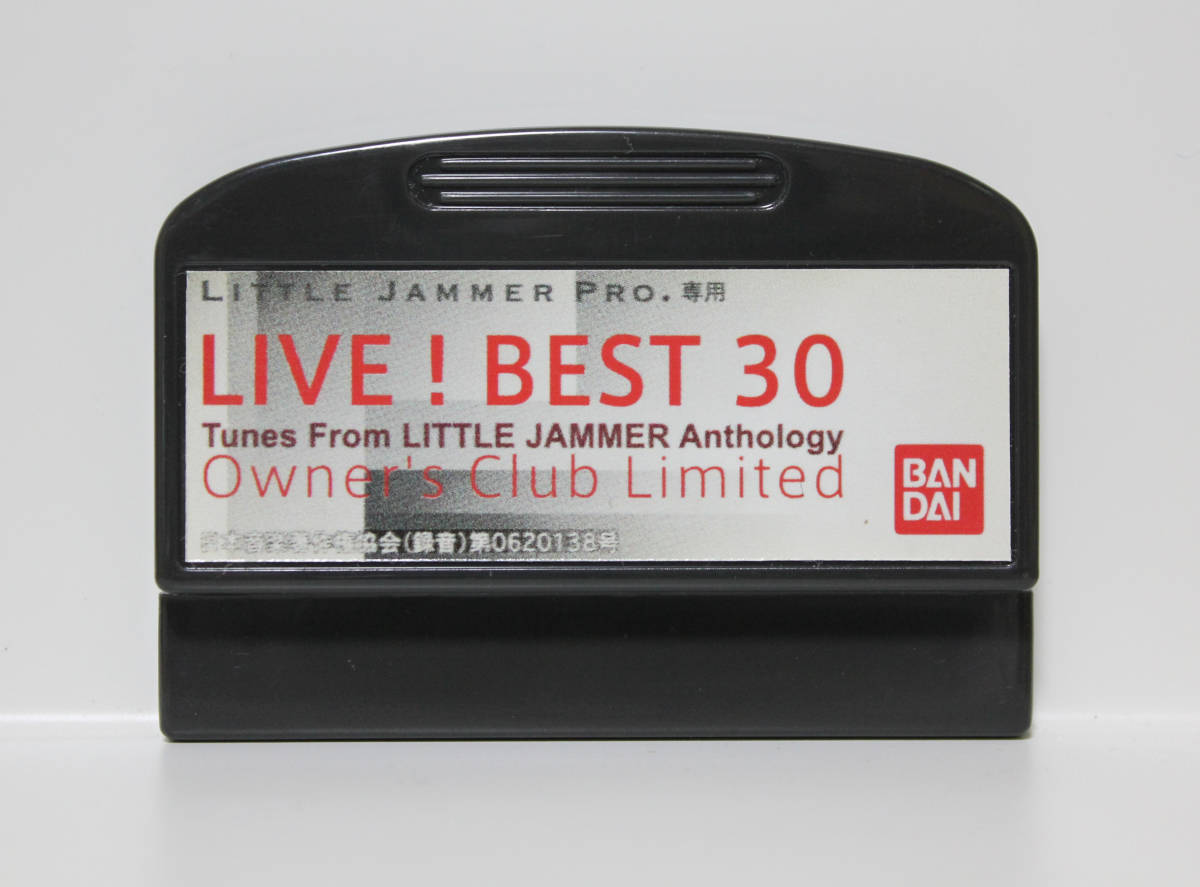 LITTLE JAMMER PRO. 専用
LIVE ! BEST 30
Tunes From LITTLE JAMMER Anthology
Owner's Club Limited
日本音楽著作権協会(録音)第0620138号
BAN
DAI